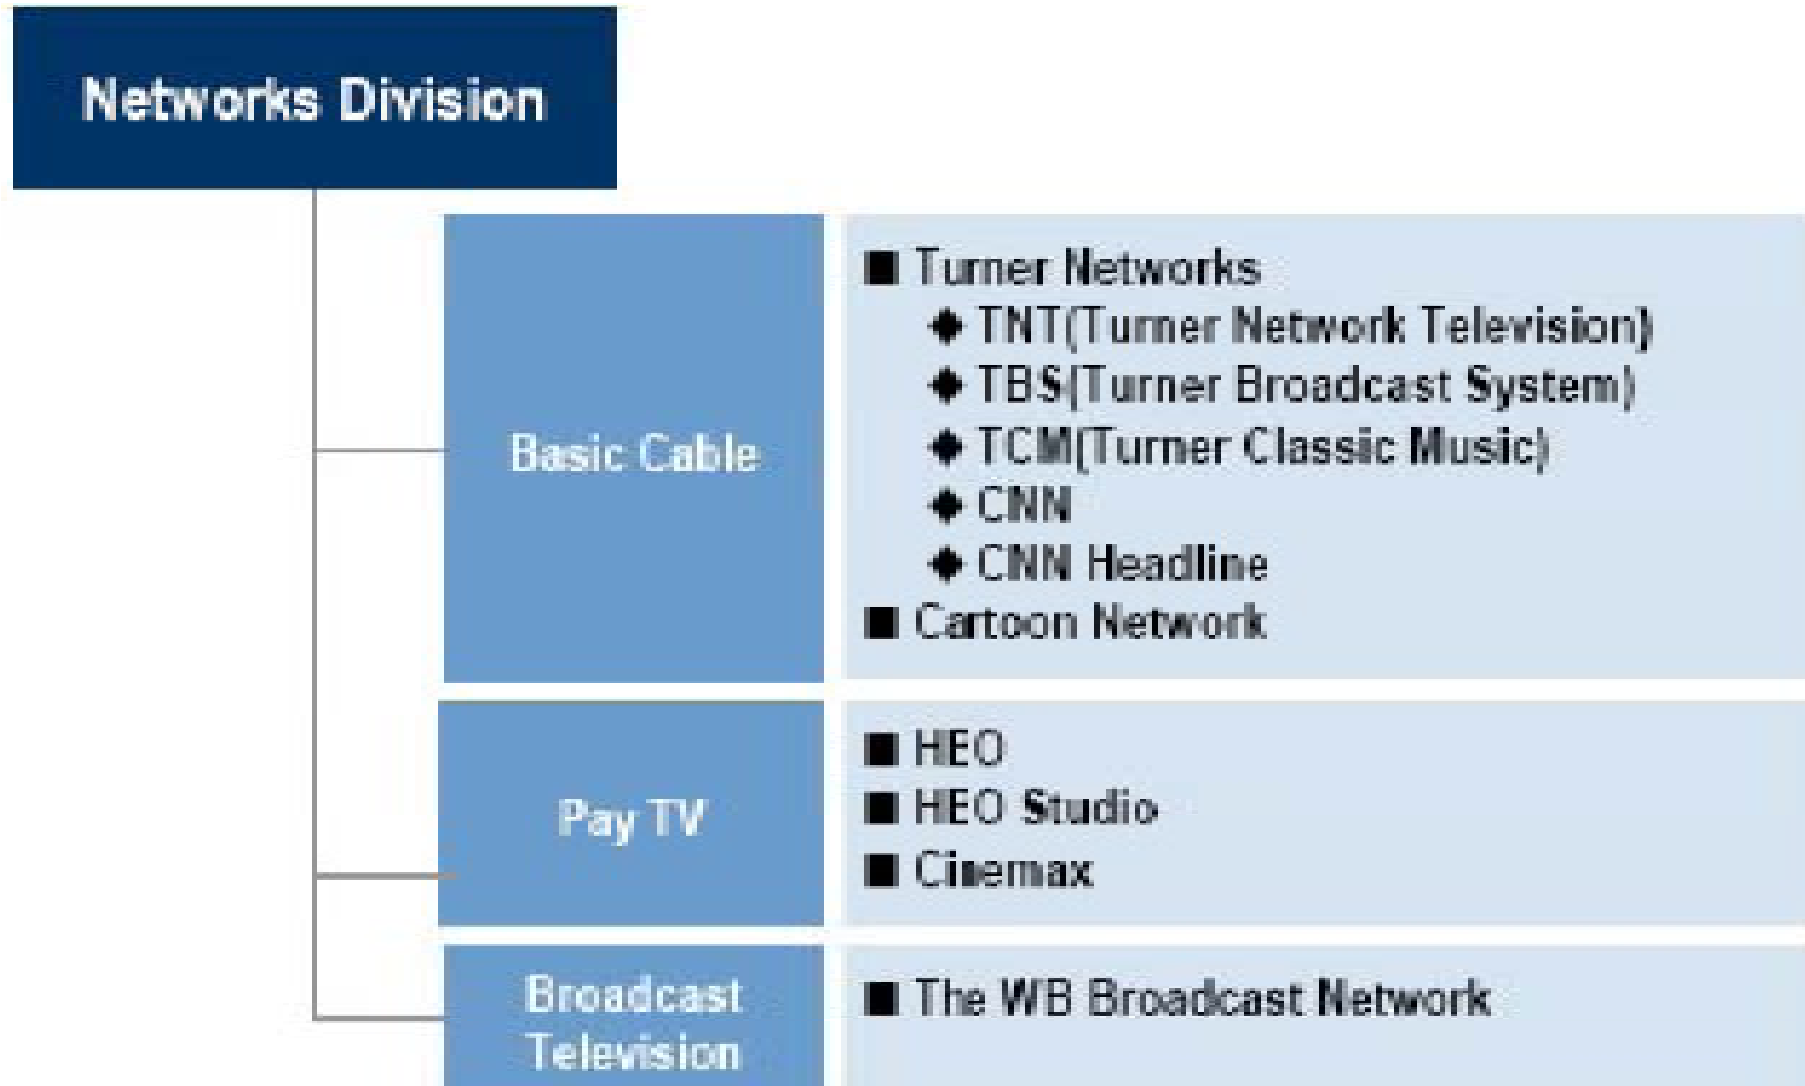 Networks Division
Basic Cable
■ Turner Networks
◆ TNT(Turner Network Television)
◆ TBS(Turner Broadcast System)
◆ TCM(Turner Classic Music)
◆ CNN
◆ CNN Headline
■ Cartoon Network
Pay TV
■ HEO
■ HEO Studio
■ Cinemax
Broadcast
Television
■ The WB Broadcast Network